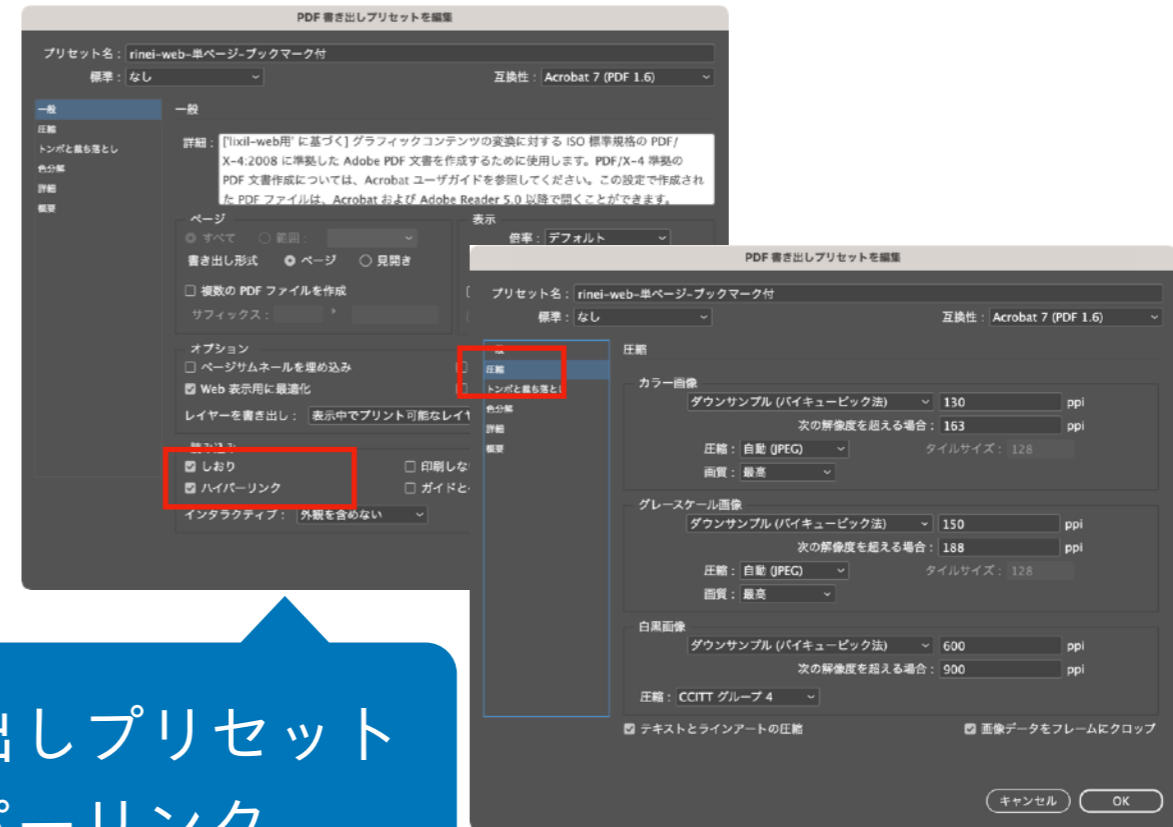 PDF 書き出しプリセットを編集
プリセット名： rinei-web-単ページ-ブックマーク付
標準： なし
互換性： Acrobat 7 (PDF 1.6)
一般
圧縮
トンボと裁ち落とし
色分解
詳細
概要
一般
詳細： ['lixil-web用' に基づく] グラフィックコンテンツの変換に対する ISO 標準規格の PDF/
X-4:2008 に準拠した Adobe PDF 文書を作成するために使用します。PDF/X-4 準拠の
PDF 文書作成については、Acrobat ユーザガイドを参照してください。この設定で作成され
た PDF ファイルは、Acrobat および Adobe Reader 5.0 以降で開くことができます。
ページ
すべて 範囲：
書き出し形式 ページ 見開き
複数の PDF ファイルを作成
サフィックス：
表示
倍率： デフォルト
オプション
ページサムネールを埋め込み
Web 表示用に最適化
レイヤーを書き出し： 表示中でプリント可能なレイヤ
読み込み
しおり 印刷しな
ハイパーリンク ガイドと
インタラクティブ： 外観を含めない
PDF 書き出しプリセットを編集
プリセット名： rinei-web-単ページ-ブックマーク付
標準： なし
互換性： Acrobat 7 (PDF 1.6)
圧縮
トンボと裁ち落とし
色分解
詳細
概要
圧縮
カラー画像
ダウンサンプル (バイキュービック法) 130 ppi
次の解像度を超える場合： 163 ppi
圧縮： 自動 (JPEG) タイルサイズ： 128
画質： 最高
グレースケール画像
ダウンサンプル (バイキュービック法) 150 ppi
次の解像度を超える場合： 188 ppi
圧縮： 自動 (JPEG) タイルサイズ： 128
画質： 最高
白黒画像
ダウンサンプル (バイキュービック法) 600 ppi
次の解像度を超える場合： 900 ppi
圧縮： CCITT グループ 4
テキストとラインアートの圧縮 画像データをフレームにクロップ
キャンセル OK
出しプリセット
パーリンク